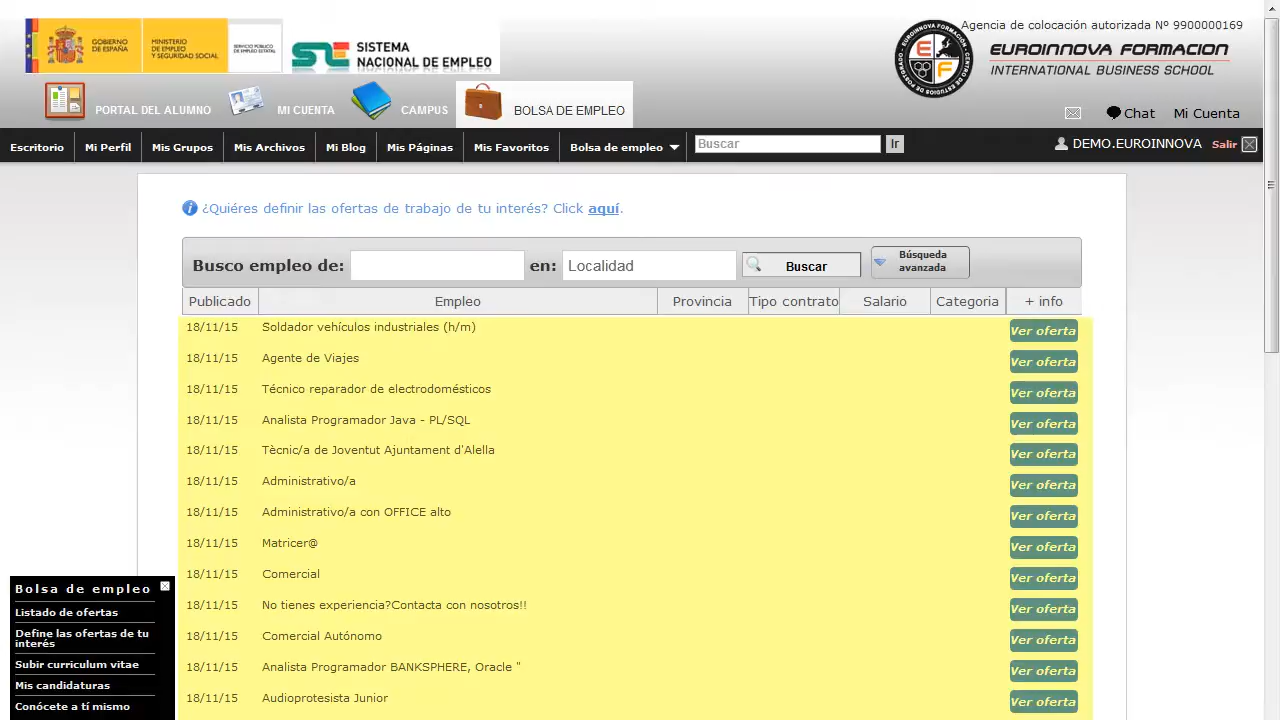 GOBIERNO DE ESPAÑA
MINISTERIO DE EMPLEO Y SEGURIDAD SOCIAL
SERVICIO PÚBLICO DE EMPLEO ESTATAL
SISTEMA NACIONAL DE EMPLEO
Agencia de colocación autorizada Nº 9900000169
EUROINNOVA FORMACION
INTERNATIONAL BUSINESS SCHOOL
PORTAL DEL ALUMNO
MI CUENTA
CAMPUS
BOLSA DE EMPLEO
Chat
Mi Cuenta
Escritorio
Mi Perfil
Mis Grupos
Mis Archivos
Mi Blog
Mis Páginas
Mis Favoritos
Bolsa de empleo
Buscar
Ir
DEMO.EUROINNOVA
Salir
¿Quiéres definir las ofertas de trabajo de tu interés? Click aquí.
Busco empleo de:
en:
Localidad
Buscar
Búsqueda avanzada
Publicado Empleo Provincia Tipo contrato Salario Categoria + info
18/11/15 Soldador vehículos industriales (h/m) Ver oferta
18/11/15 Agente de Viajes Ver oferta
18/11/15 Técnico reparador de electrodomésticos Ver oferta
18/11/15 Analista Programador Java - PL/SQL Ver oferta
18/11/15 Tècnic/a de Joventut Ajuntament d'Alella Ver oferta
18/11/15 Administrativo/a Ver oferta
18/11/15 Administrativo/a con OFFICE alto Ver oferta
18/11/15 Matricer@ Ver oferta
18/11/15 Comercial Ver oferta
18/11/15 No tienes experiencia?Contacta con nosotros!! Ver oferta
18/11/15 Comercial Autónomo Ver oferta
18/11/15 Analista Programador BANKSPHERE, Oracle " Ver oferta
18/11/15 Audioprotesista Junior Ver oferta
Bolsa de empleo
Listado de ofertas
Define las ofertas de tu
interés
Subir curriculum vitae
Mis candidaturas
Conócete a tí mismo